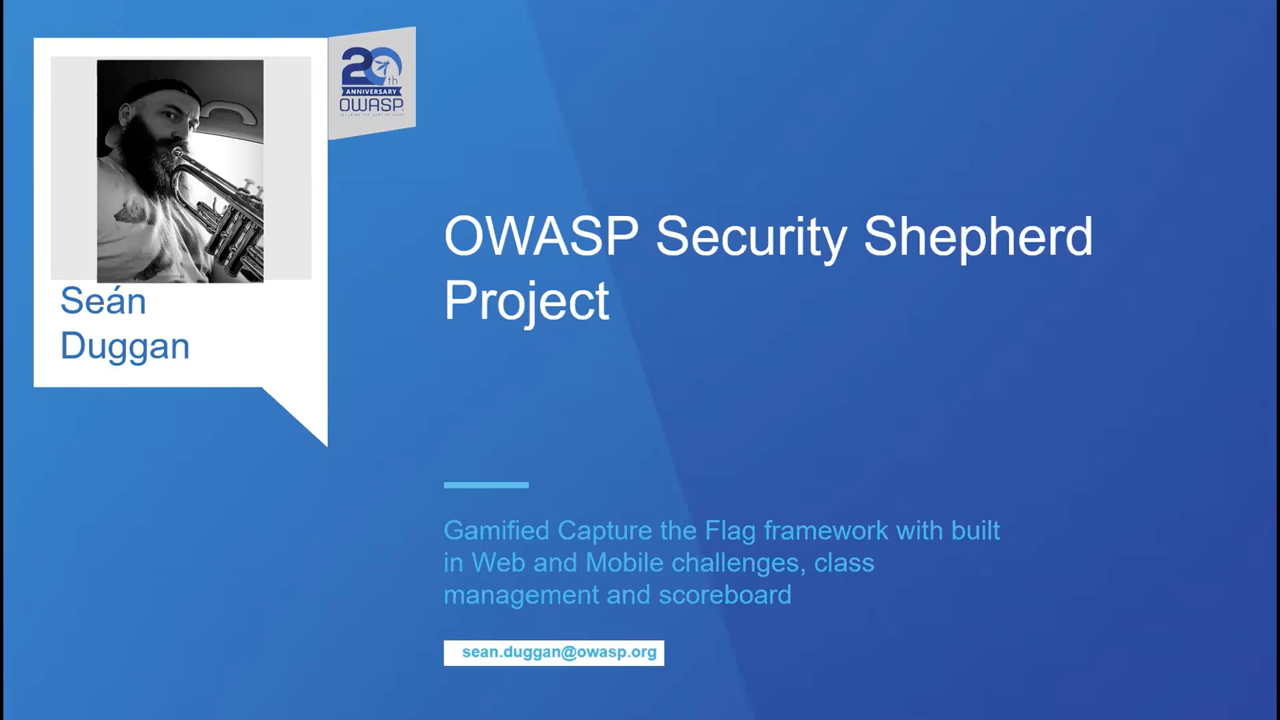 20th
ANNIVERSARY
OWASP
Seán
Duggan
OWASP Security Shepherd
Project
Gamified Capture the Flag framework with built
in Web and Mobile challenges, class
management and scoreboard
sean.duggan@owasp.org